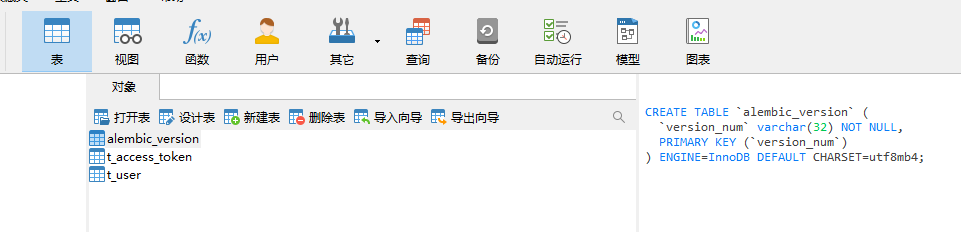 表 视图 f(x) 函数 用户 其它 查询 备份 自动运行 模型 图表
对象
打开表 设计表 新建表 删除表 导入向导 导出向导
alembic_version
t_access_token
t_user
CREATE TABLE `alembic_version` (
`version_num` varchar(32) NOT NULL,
PRIMARY KEY (`version_num`)
) ENGINE=InnoDB DEFAULT CHARSET=utf8mb4;